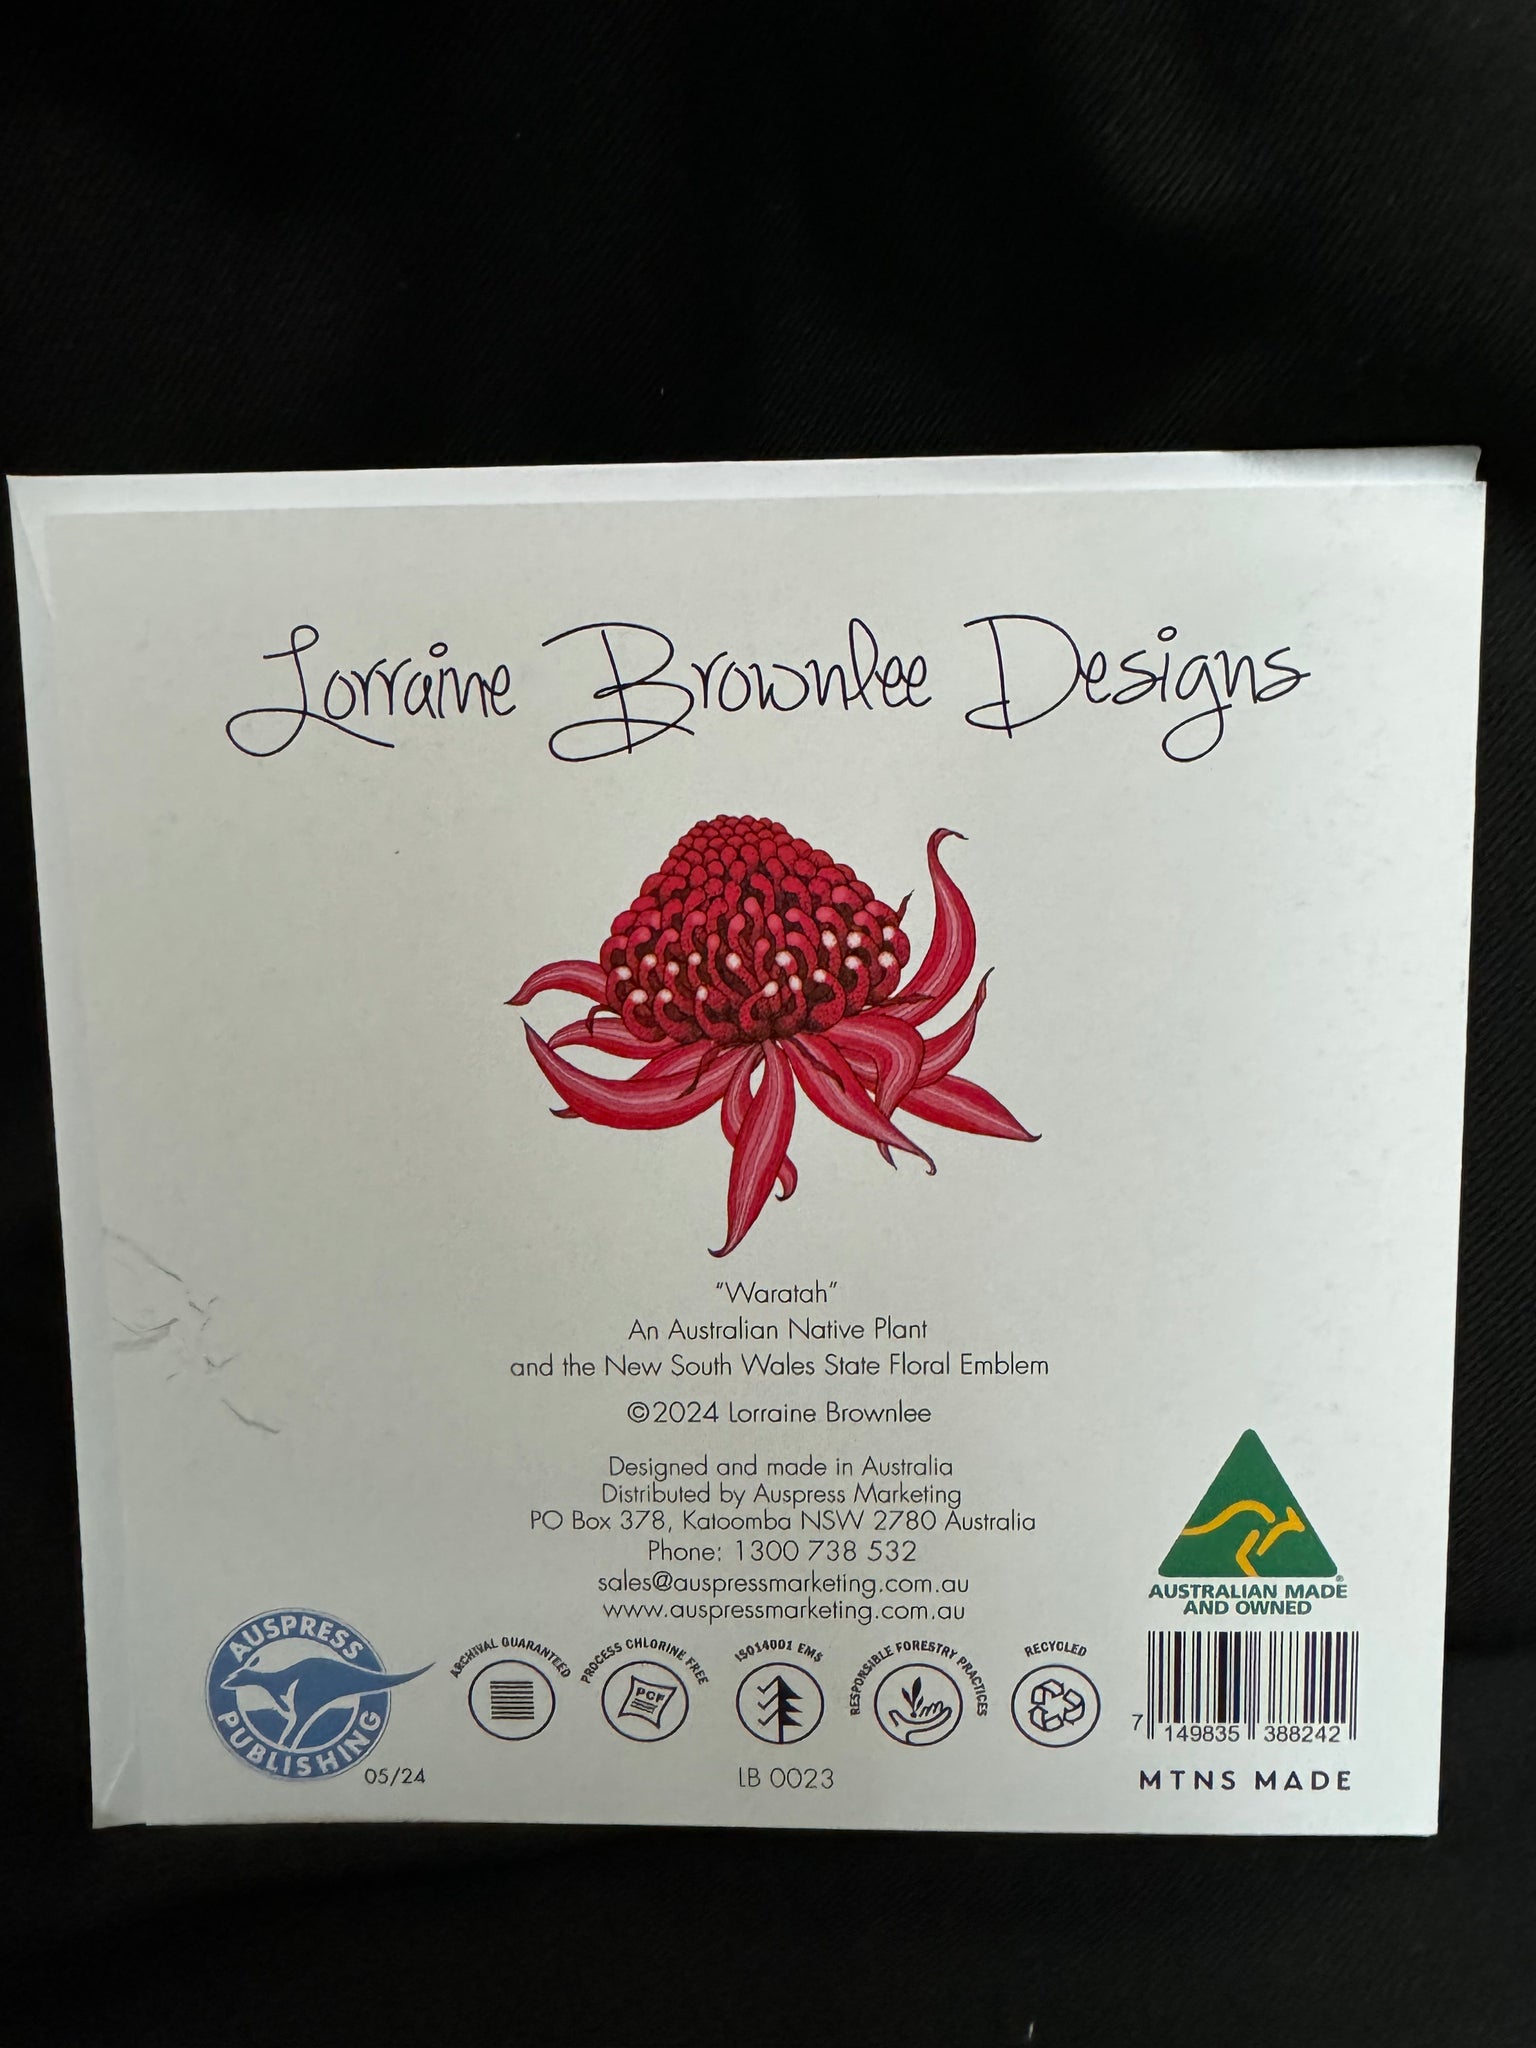 Lorraine Brownlee Designs
"Waratah"
An Australian Native Plant
and the New South Wales State Floral Emblem
©2024 Lorraine Brownlee
Designed and made in Australia
Distributed by Auspress Marketing
PO Box 378, Katoomba NSW 2780 Australia
Phone: 1300 738 532
sales@auspressmarketing.com.au
www.auspressmarketing.com.au
AUSTRALIAN MADE
AND OWNED
AUSPRESS
PUBLISHING
05/24
ARCHIVAL GUARANTEED
PROCESS CHLORINE FREE
PCF
ISO14001 EMS
RESPONSIBLE FORESTRY PRACTICES
RECYCLED
7 149835 388242
LB 0023
MTNS MADE